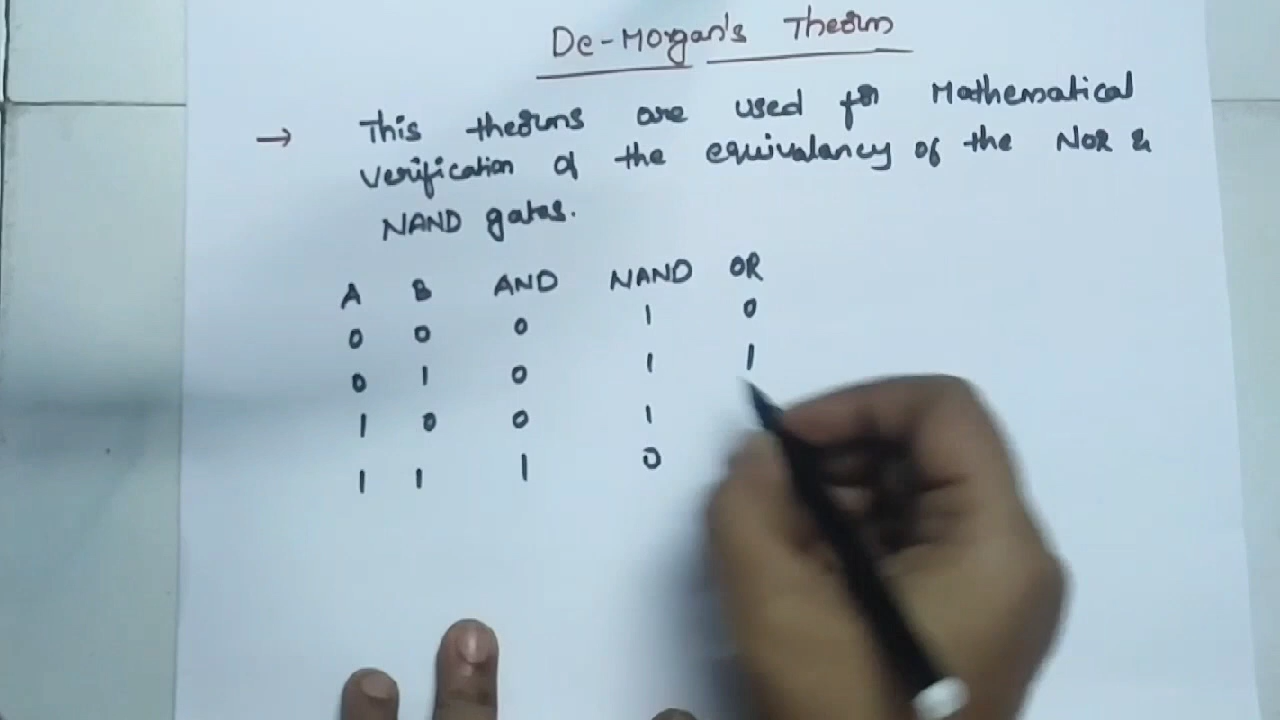 De-Morgan's Theorm
→ This theorms are used for Mathematical
verification of the equivalancy of the NOR &
NAND gates.
A B AND NAND OR
0 0 0 1 0
0 1 0 1 1
1 0 0 1
1 1 1 0